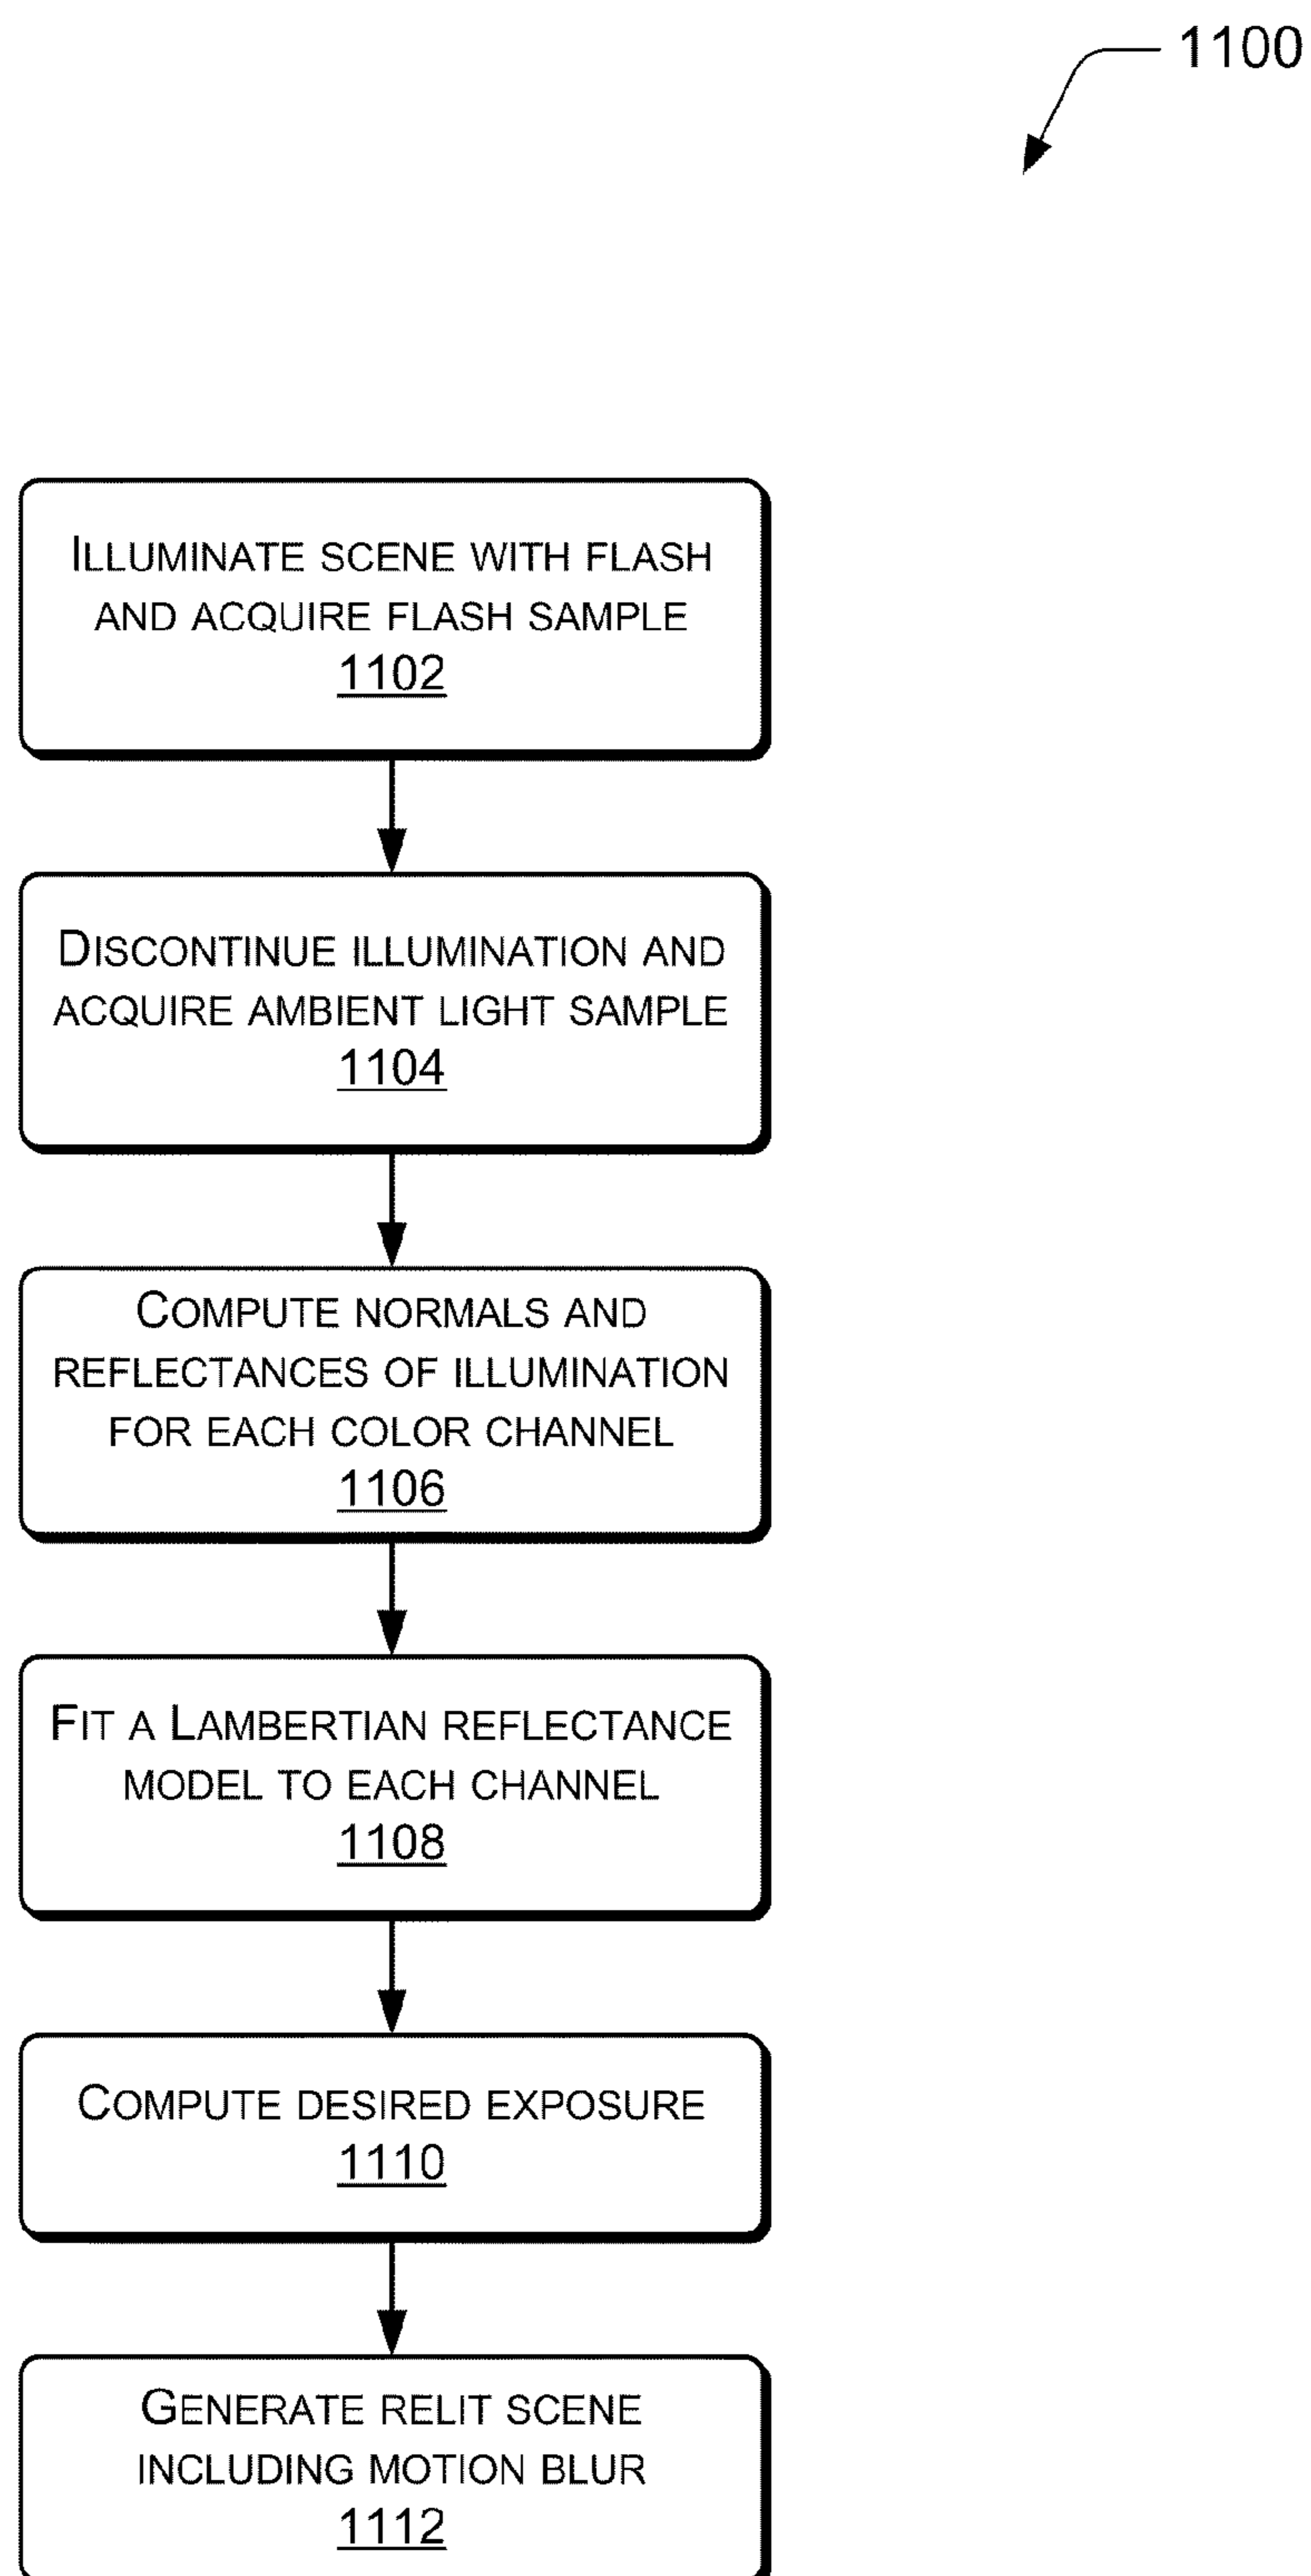 1100
Illuminate scene with flash
and acquire flash sample
1102
Discontinue illumination and
acquire ambient light sample
1104
Compute normals and
reflectances of illumination
for each color channel
1106
Fit a Lambertian reflectance
model to each channel
1108
Compute desired exposure
1110
Generate relit scene
including motion blur
1112